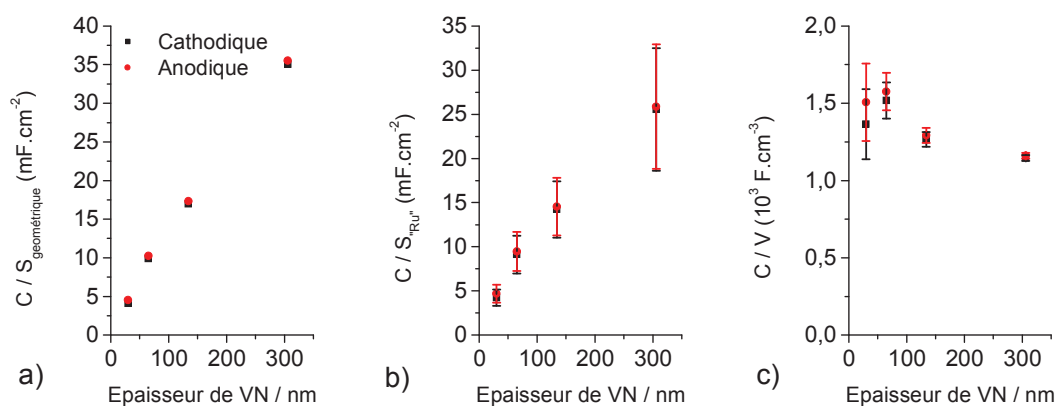 40
35
30
25
20
15
10
5
0
C / S geométrique (mF.cm-2)
Cathodique
Anodique
0 100 200 300
a)
Epaisseur de VN / nm
35
30
25
20
15
10
5
0
C / S "Ru" (mF.cm-2)
0 100 200 300
b)
Epaisseur de VN / nm
2,0
1,5
1,0
0,5
0,0
C / V (103 F.cm-3)
0 100 200 300
c)
Epaisseur de VN / nm